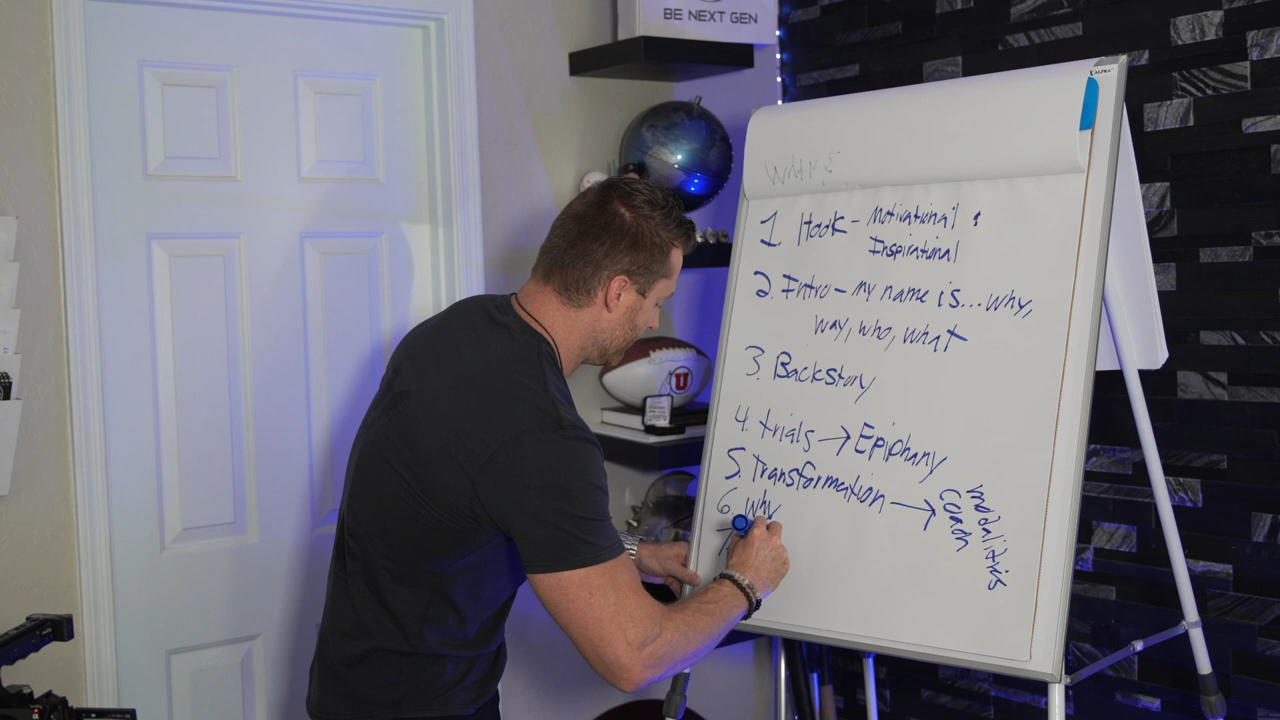 BE NEXT GEN
WHY &
1. Hook - Motivational &
Inspirational
2. Intro - my name is... why,
way, who, what
3. Backstory
4. trials → Epiphany
5. Transformation → coach
modalities
6. why
7
U